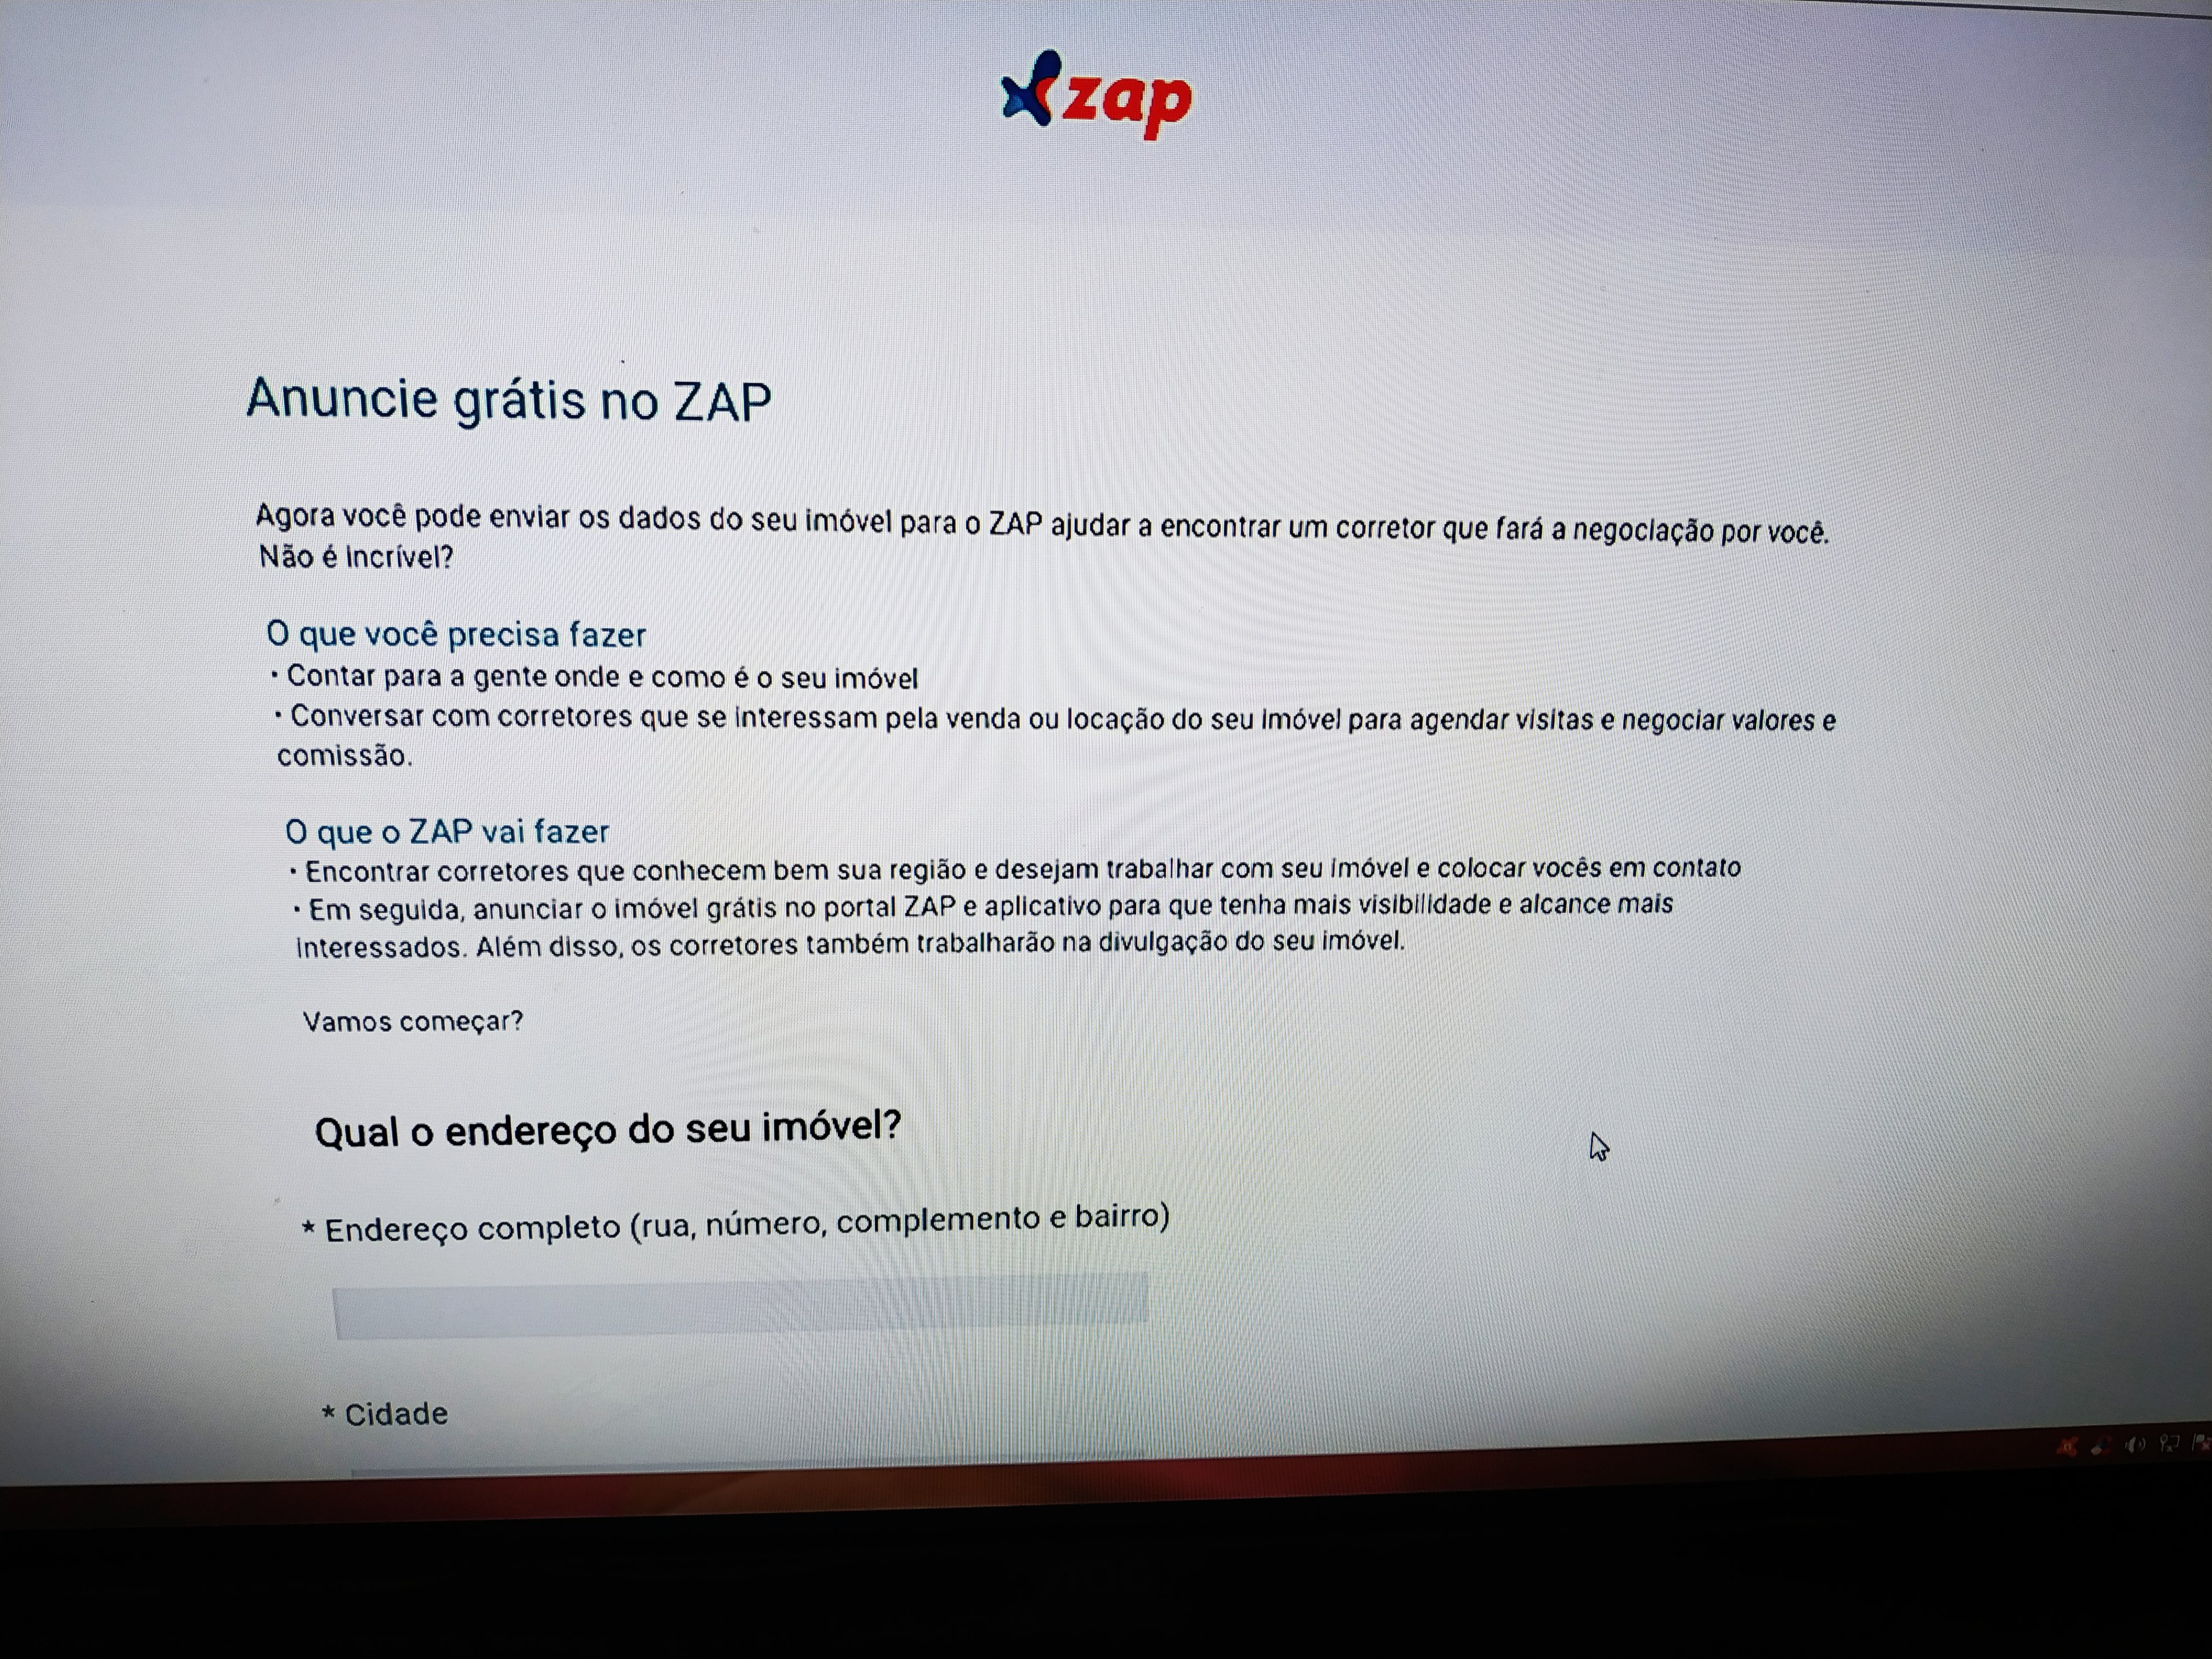 zap
Anuncie grátis no ZAP
Agora você pode enviar os dados do seu imóvel para o ZAP ajudar a encontrar um corretor que fará a negociação por você.
Não é incrível?
O que você precisa fazer
· Contar para a gente onde e como é o seu imóvel
· Conversar com corretores que se interessam pela venda ou locação do seu imóvel para agendar visitas e negociar valores e
comissão.
O que o ZAP vai fazer
· Encontrar corretores que conhecem bem sua região e desejam trabalhar com seu imóvel e colocar vocês em contato
· Em seguida, anunciar o imóvel grátis no portal ZAP e aplicativo para que tenha mais visibilidade e alcance mais
interessados. Além disso, os corretores também trabalharão na divulgação do seu imóvel.
Vamos começar?
Qual o endereço do seu imóvel?
* Endereço completo (rua, número, complemento e bairro)
* Cidade